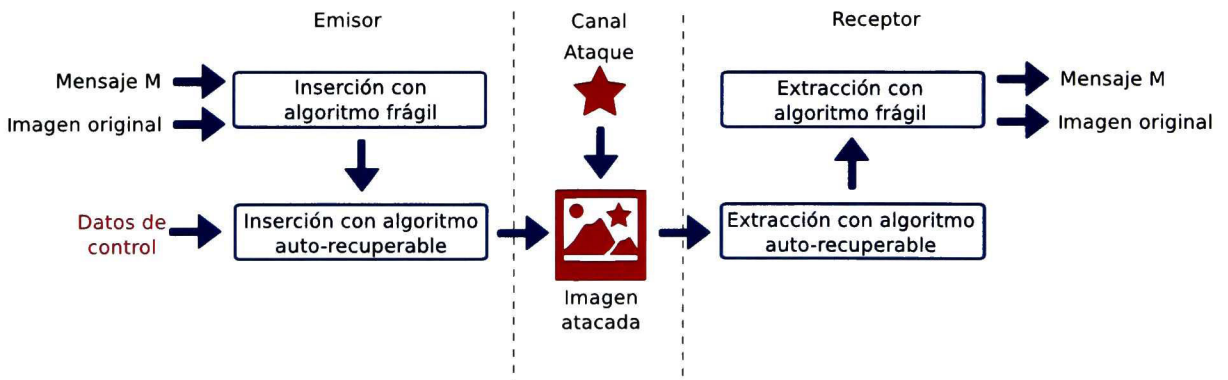 Emisor
Canal
Receptor
Ataque
Mensaje M
Imagen original
Inserción con
algoritmo frágil
Extracción con
algoritmo frágil
Mensaje M
Imagen original
Datos de
control
Inserción con algoritmo
auto-recuperable
Extracción con algoritmo
auto-recuperable
Imagen
atacada